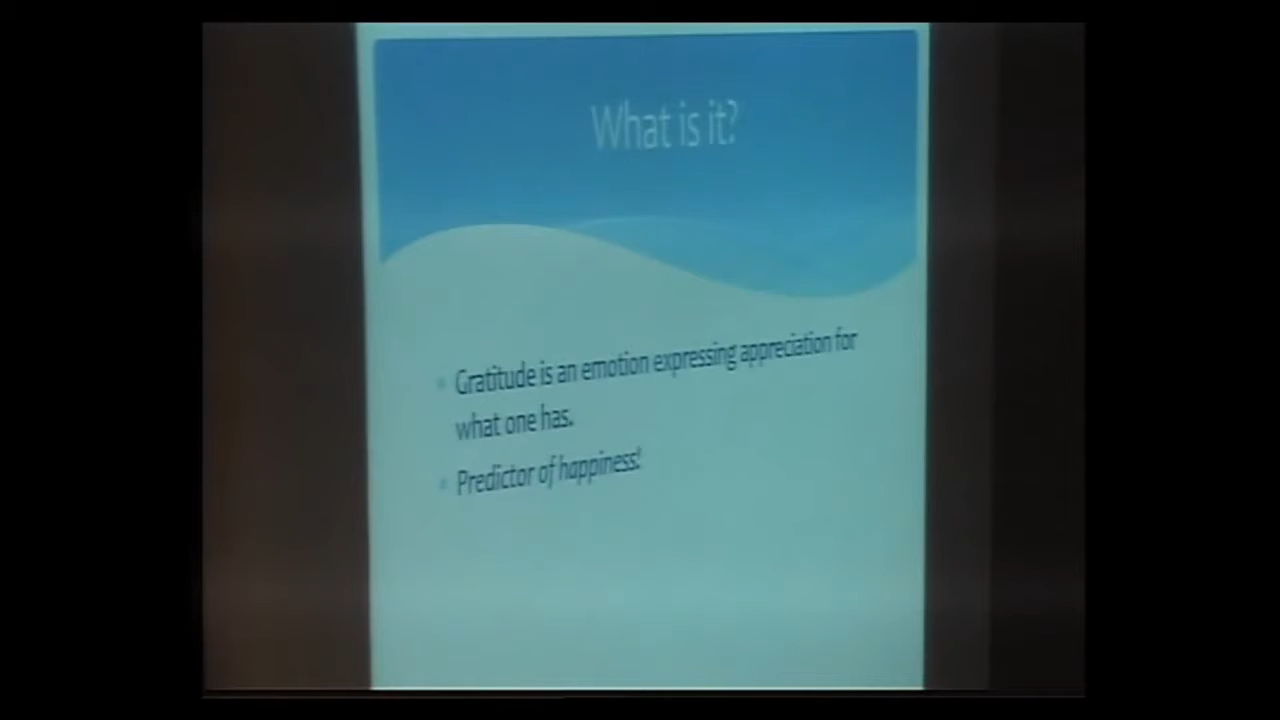 What is it?
Gratitude is an emotion expressing appreciation for
what one has.
Predictor of happiness!